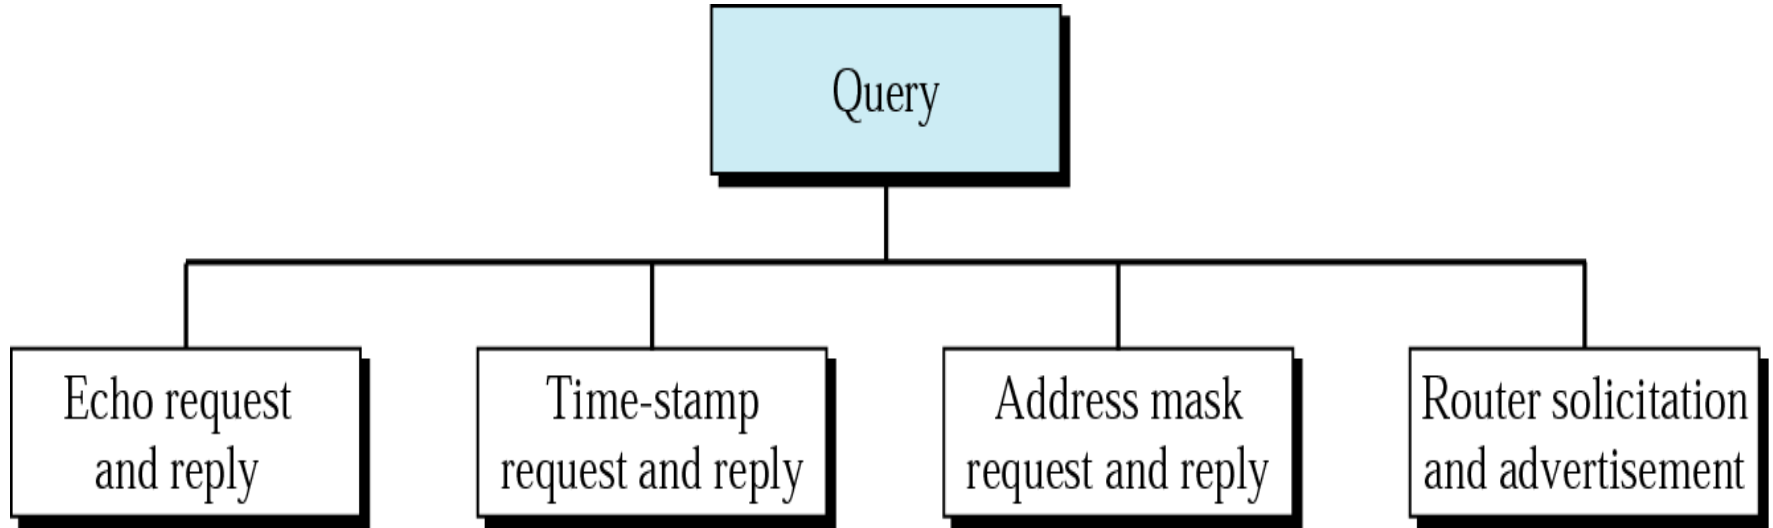 Query
Echo request
and reply
Time-stamp
request and reply
Address mask
request and reply
Router solicitation
and advertisement